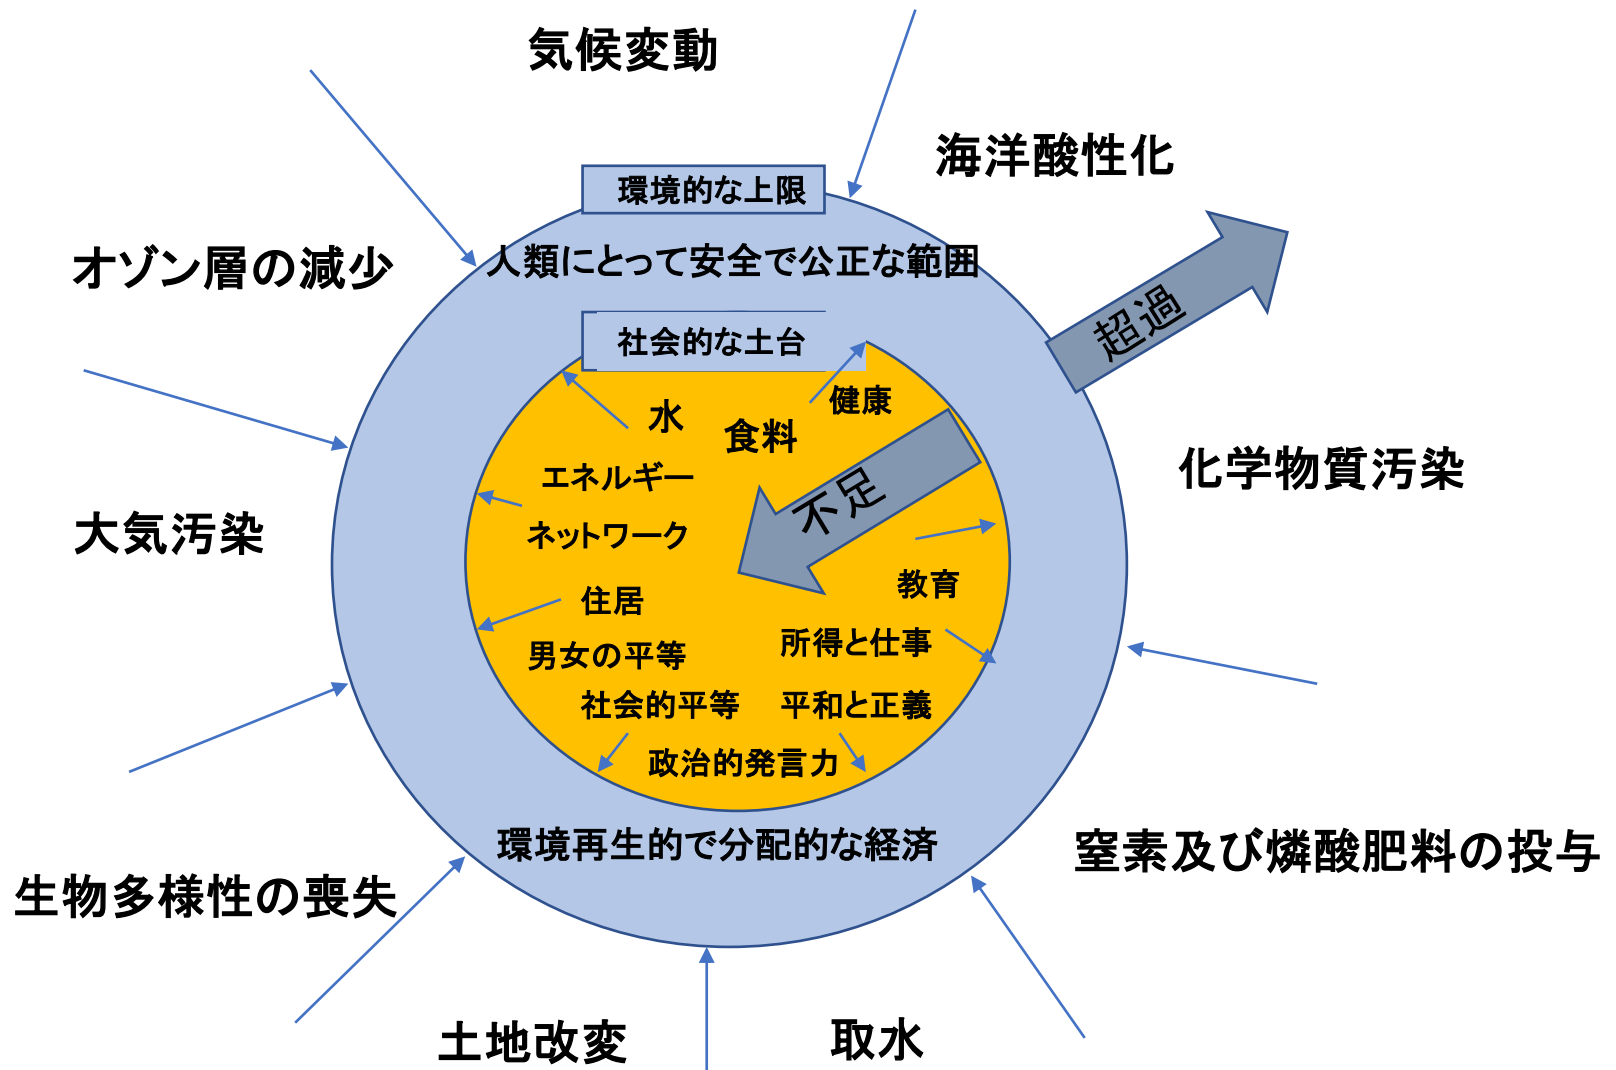 気候変動
海洋酸性化
環境的な上限
人類にとって安全で公正な範囲
オゾン層の減少
超過
社会的な土台
健康
水
食料
化学物質汚染
エネルギー
不足
大気汚染
ネットワーク
教育
住居
所得と仕事
男女の平等
社会的平等
平和と正義
政治的発言力
環境再生的で分配的な経済
窒素及び燐酸肥料の投与
生物多様性の喪失
土地改変
取水